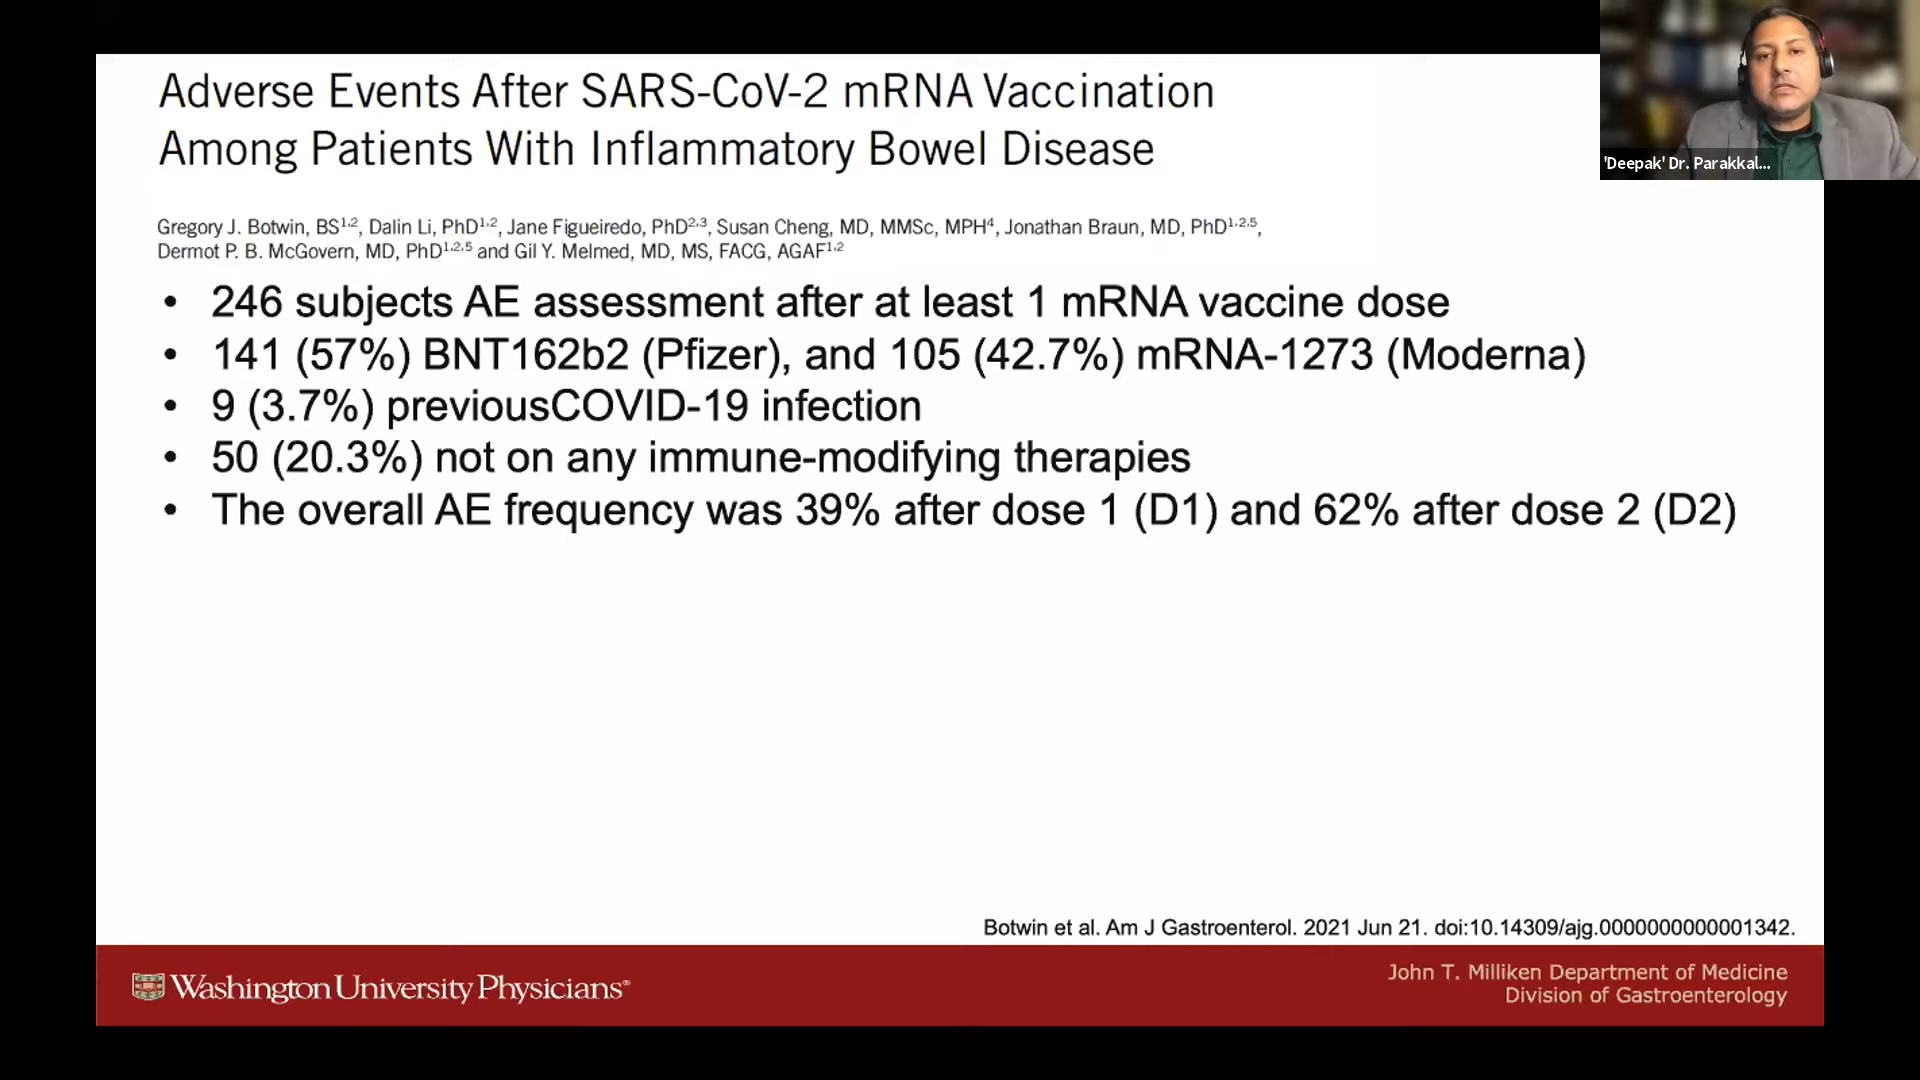 Adverse Events After SARS-CoV-2 mRNA Vaccination
Among Patients With Inflammatory Bowel Disease
'Deepak' Dr. Parakkal...
Gregory J. Botwin, BS1,2, Dalin Li, PhD1,2, Jane Figueiredo, PhD2,3, Susan Cheng, MD, MMSc, MPH4, Jonathan Braun, MD, PhD1,2,5,
Dermot P. B. McGovern, MD, PhD1,2,5 and Gil Y. Melmed, MD, MS, FACG, AGAF1,2
• 246 subjects AE assessment after at least 1 mRNA vaccine dose
• 141 (57%) BNT162b2 (Pfizer), and 105 (42.7%) mRNA-1273 (Moderna)
• 9 (3.7%) previousCOVID-19 infection
• 50 (20.3%) not on any immune-modifying therapies
• The overall AE frequency was 39% after dose 1 (D1) and 62% after dose 2 (D2)
Botwin et al. Am J Gastroenterol. 2021 Jun 21. doi:10.14309/ajg.0000000000001342.
Washington University Physicians®
John T. Milliken Department of Medicine
Division of Gastroenterology